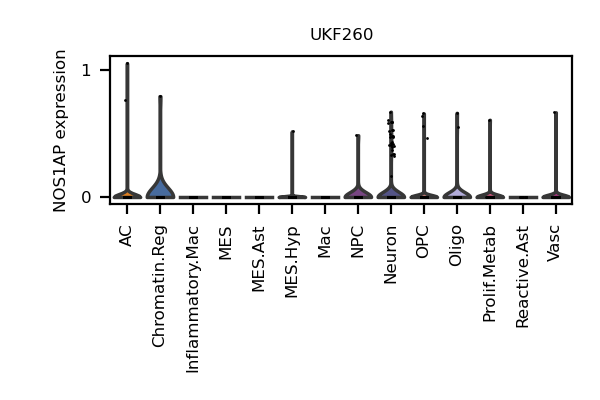 UKF260
NOS1AP expression
1
0
AC
Chromatin.Reg
Inflammatory.Mac
MES
MES.Ast
MES.Hyp
Mac
NPC
Neuron
OPC
Oligo
Prolif.Metab
Reactive.Ast
Vasc